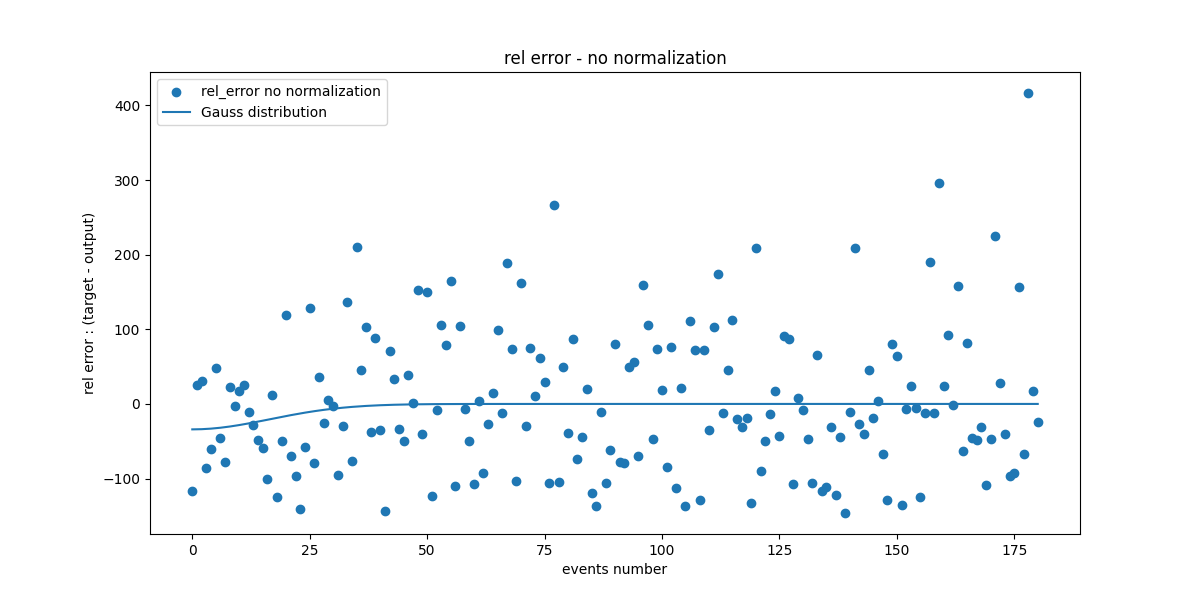 rel error - no normalization
rel_error no normalization
Gauss distribution
400
300
200
100
0
−100
rel error : (target - output)
0 25 50 75 100 125 150 175
events number